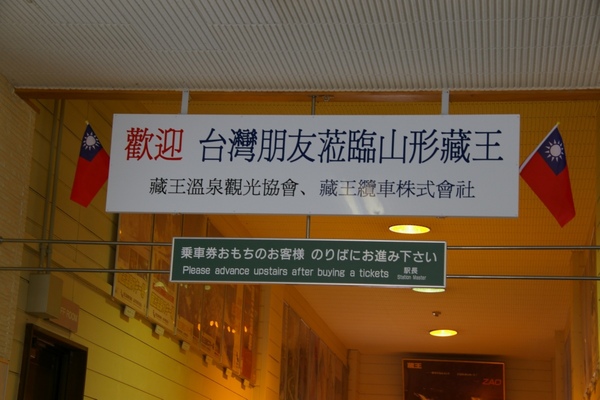 歡迎 台灣朋友蒞臨山形藏王
藏王溫泉觀光協會、藏王纜車株式會社
乗車券おもちのお客様 のりばにお進み下さい
Please advance upstairs after buying a tickets
駅長
Station Master
蔵王
ZAO